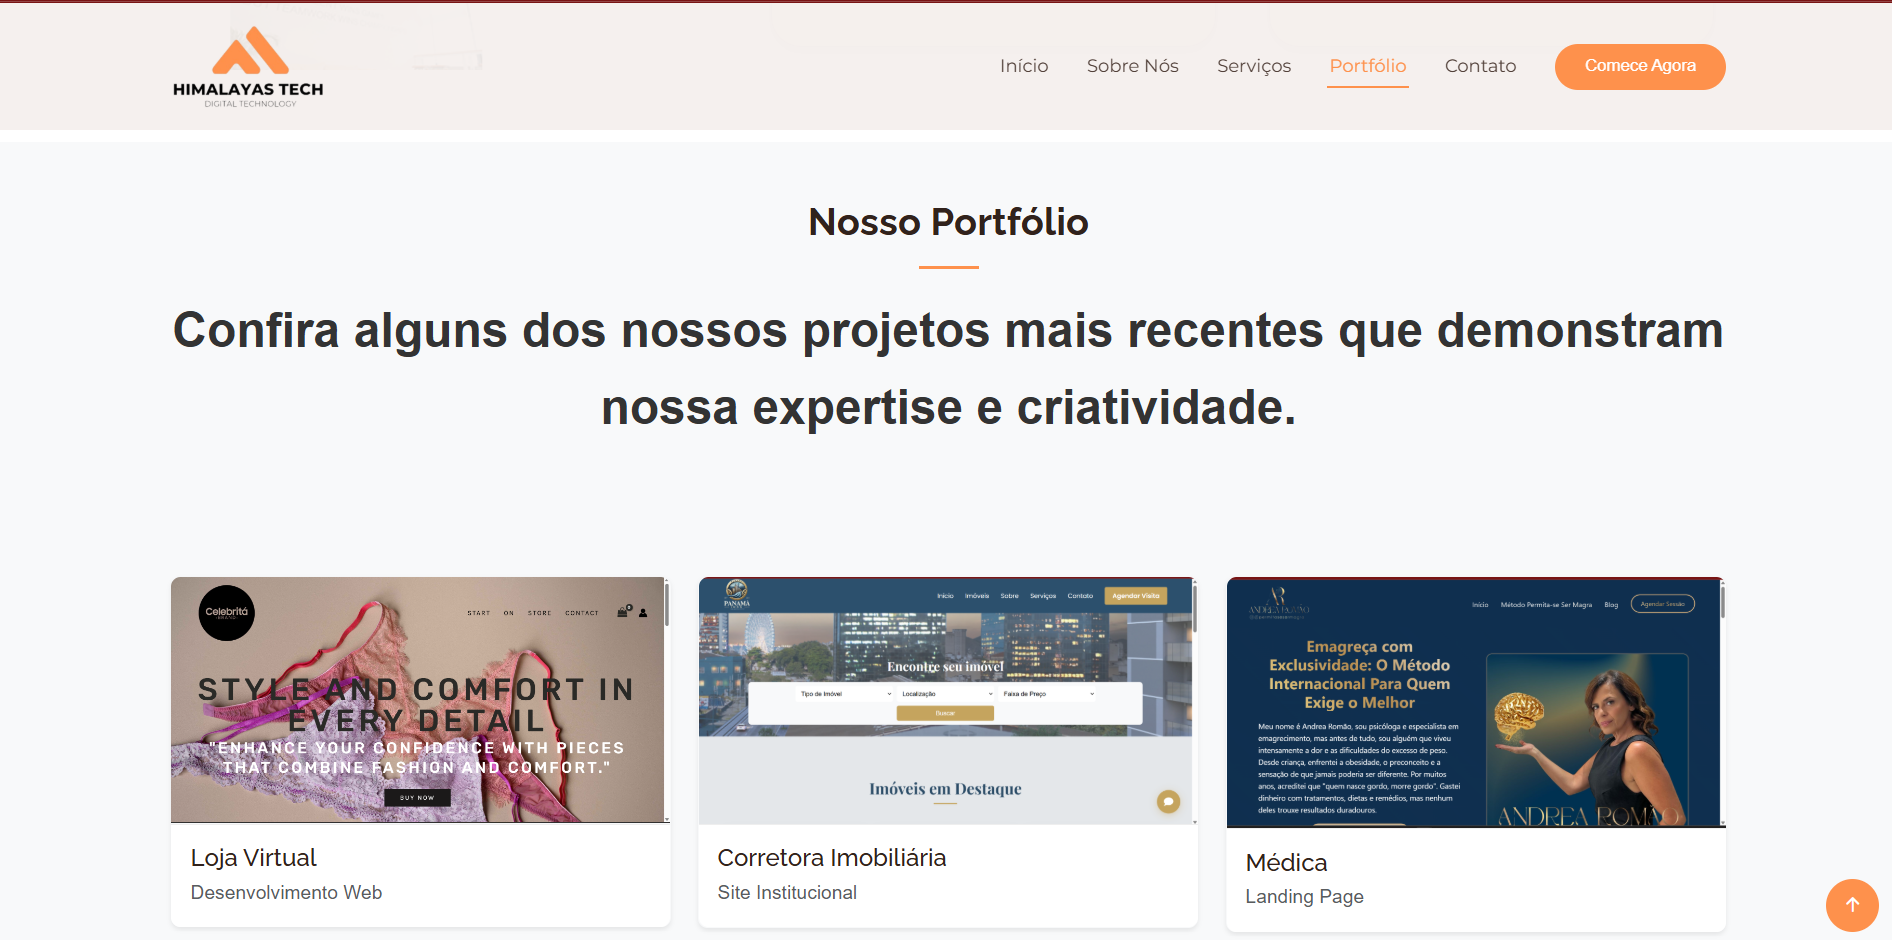 HIMALAYAS TECH
DIGITAL TECHNOLOGY
Início Sobre Nós Serviços Portfólio Contato Comece Agora
Nosso Portfólio
Confira alguns dos nossos projetos mais recentes que demonstram
nossa expertise e criatividade.
Celebritá
BRAND
START ON STORE CONTACT 0
STYLE AND COMFORT IN
EVERY DETAIL
"ENHANCE YOUR CONFIDENCE WITH PIECES
THAT COMBINE FASHION AND COMFORT."
BUY NOW
Loja Virtual
Desenvolvimento Web
PANAMÁ
Início Imóveis Sobre Serviços Contato Agendar Visita
Encontre seu imóvel
Tipo de Imóvel Localização Faixa de Preço
Buscar
Imóveis em Destaque
Corretora Imobiliária
Site Institucional
AR
ANDREA ROMÃO
Início Método Permita-se Ser Magra Blog Agendar Sessão
Emagreça com
Exclusividade: O Método
Internacional Para Quem
Exige o Melhor
Meu nome é Andrea Romão, sou psicóloga e especialista em
emagrecimento, mas antes de tudo, sou alguém que viveu
intensamente a dor e as dificuldades do excesso de peso.
Desde criança, enfrentei a obesidade, o preconceito e a
sensação de que jamais poderia ser diferente. Por muitos
anos, acreditei que "quem nasce gordo, morre gordo". Gastei
dinheiro com tratamentos, dietas e remédios, mas nenhum
deles trouxe resultados duradouros.
ANDREA ROMÃO
Médica
Landing Page